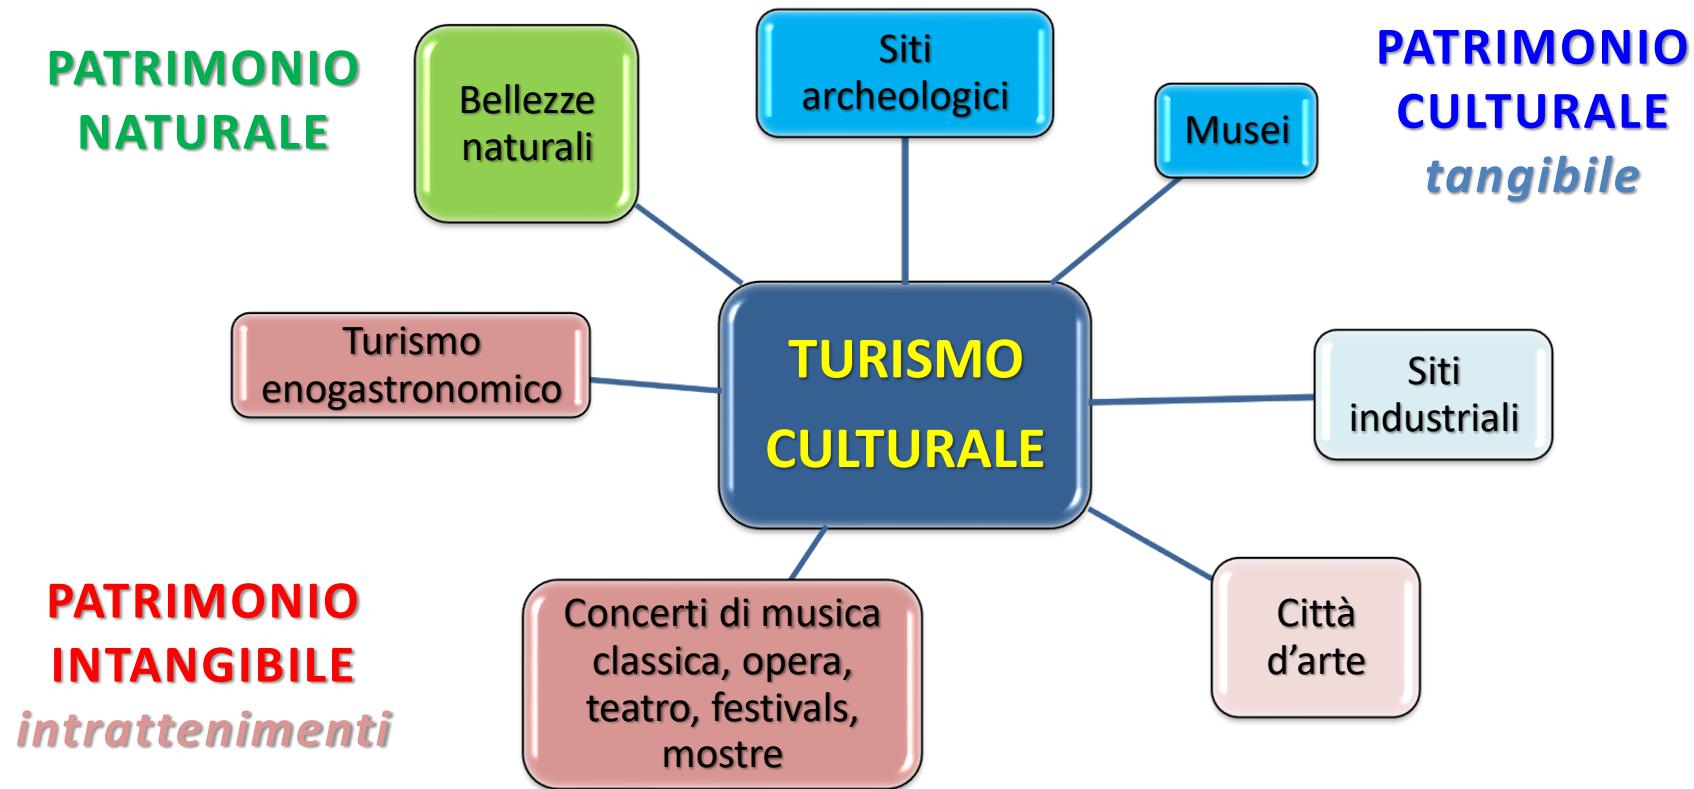 PATRIMONIO
NATURALE
Bellezze
naturali
Siti
archeologici
Musei
PATRIMONIO
CULTURALE
tangibile
Turismo
enogastronomico
TURISMO
CULTURALE
Siti
industriali
PATRIMONIO
INTANGIBILE
intrattenimenti
Concerti di musica
classica, opera,
teatro, festivals,
mostre
Città
d’arte